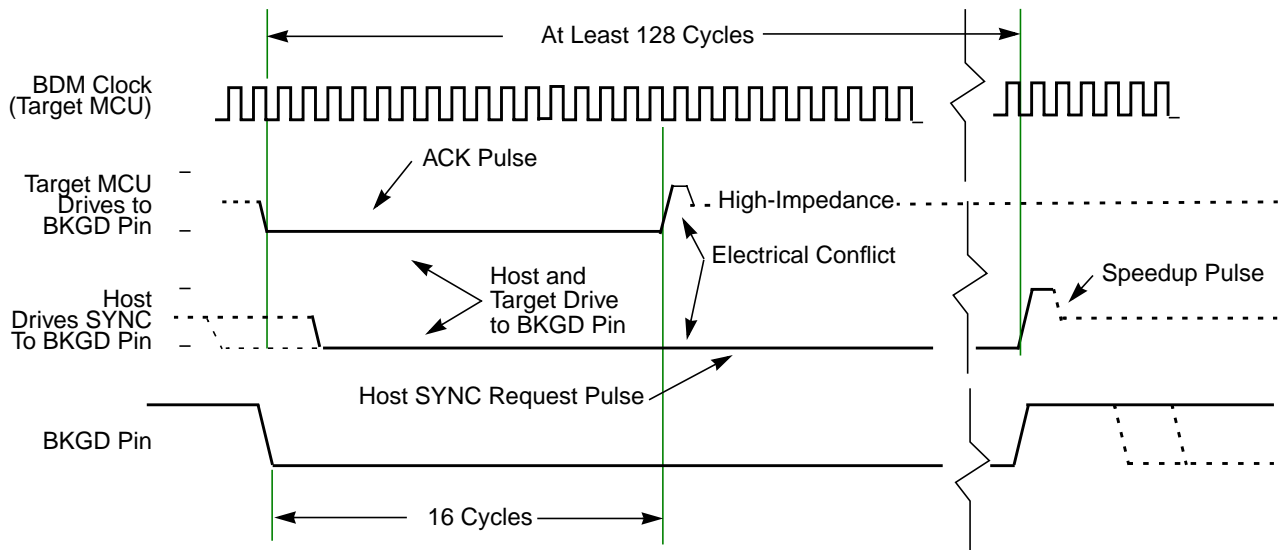 At Least 128 Cycles
BDM Clock
(Target MCU)
ACK Pulse
Target MCU
Drives to
BKGD Pin
High-Impedance
Electrical Conflict
Host and
Target Drive
to BKGD Pin
Speedup Pulse
Host
Drives SYNC
To BKGD Pin
Host SYNC Request Pulse
BKGD Pin
16 Cycles